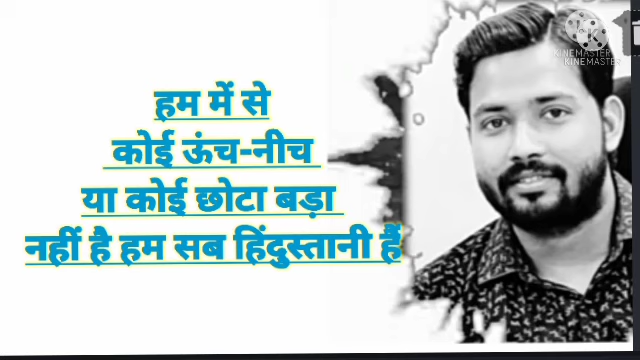 हम में से
कोई ऊंच-नीच
या कोई छोटा बड़ा
नहीं है हम सब हिंदुस्तानी हैं
KINEMASTER
KINEMASTER